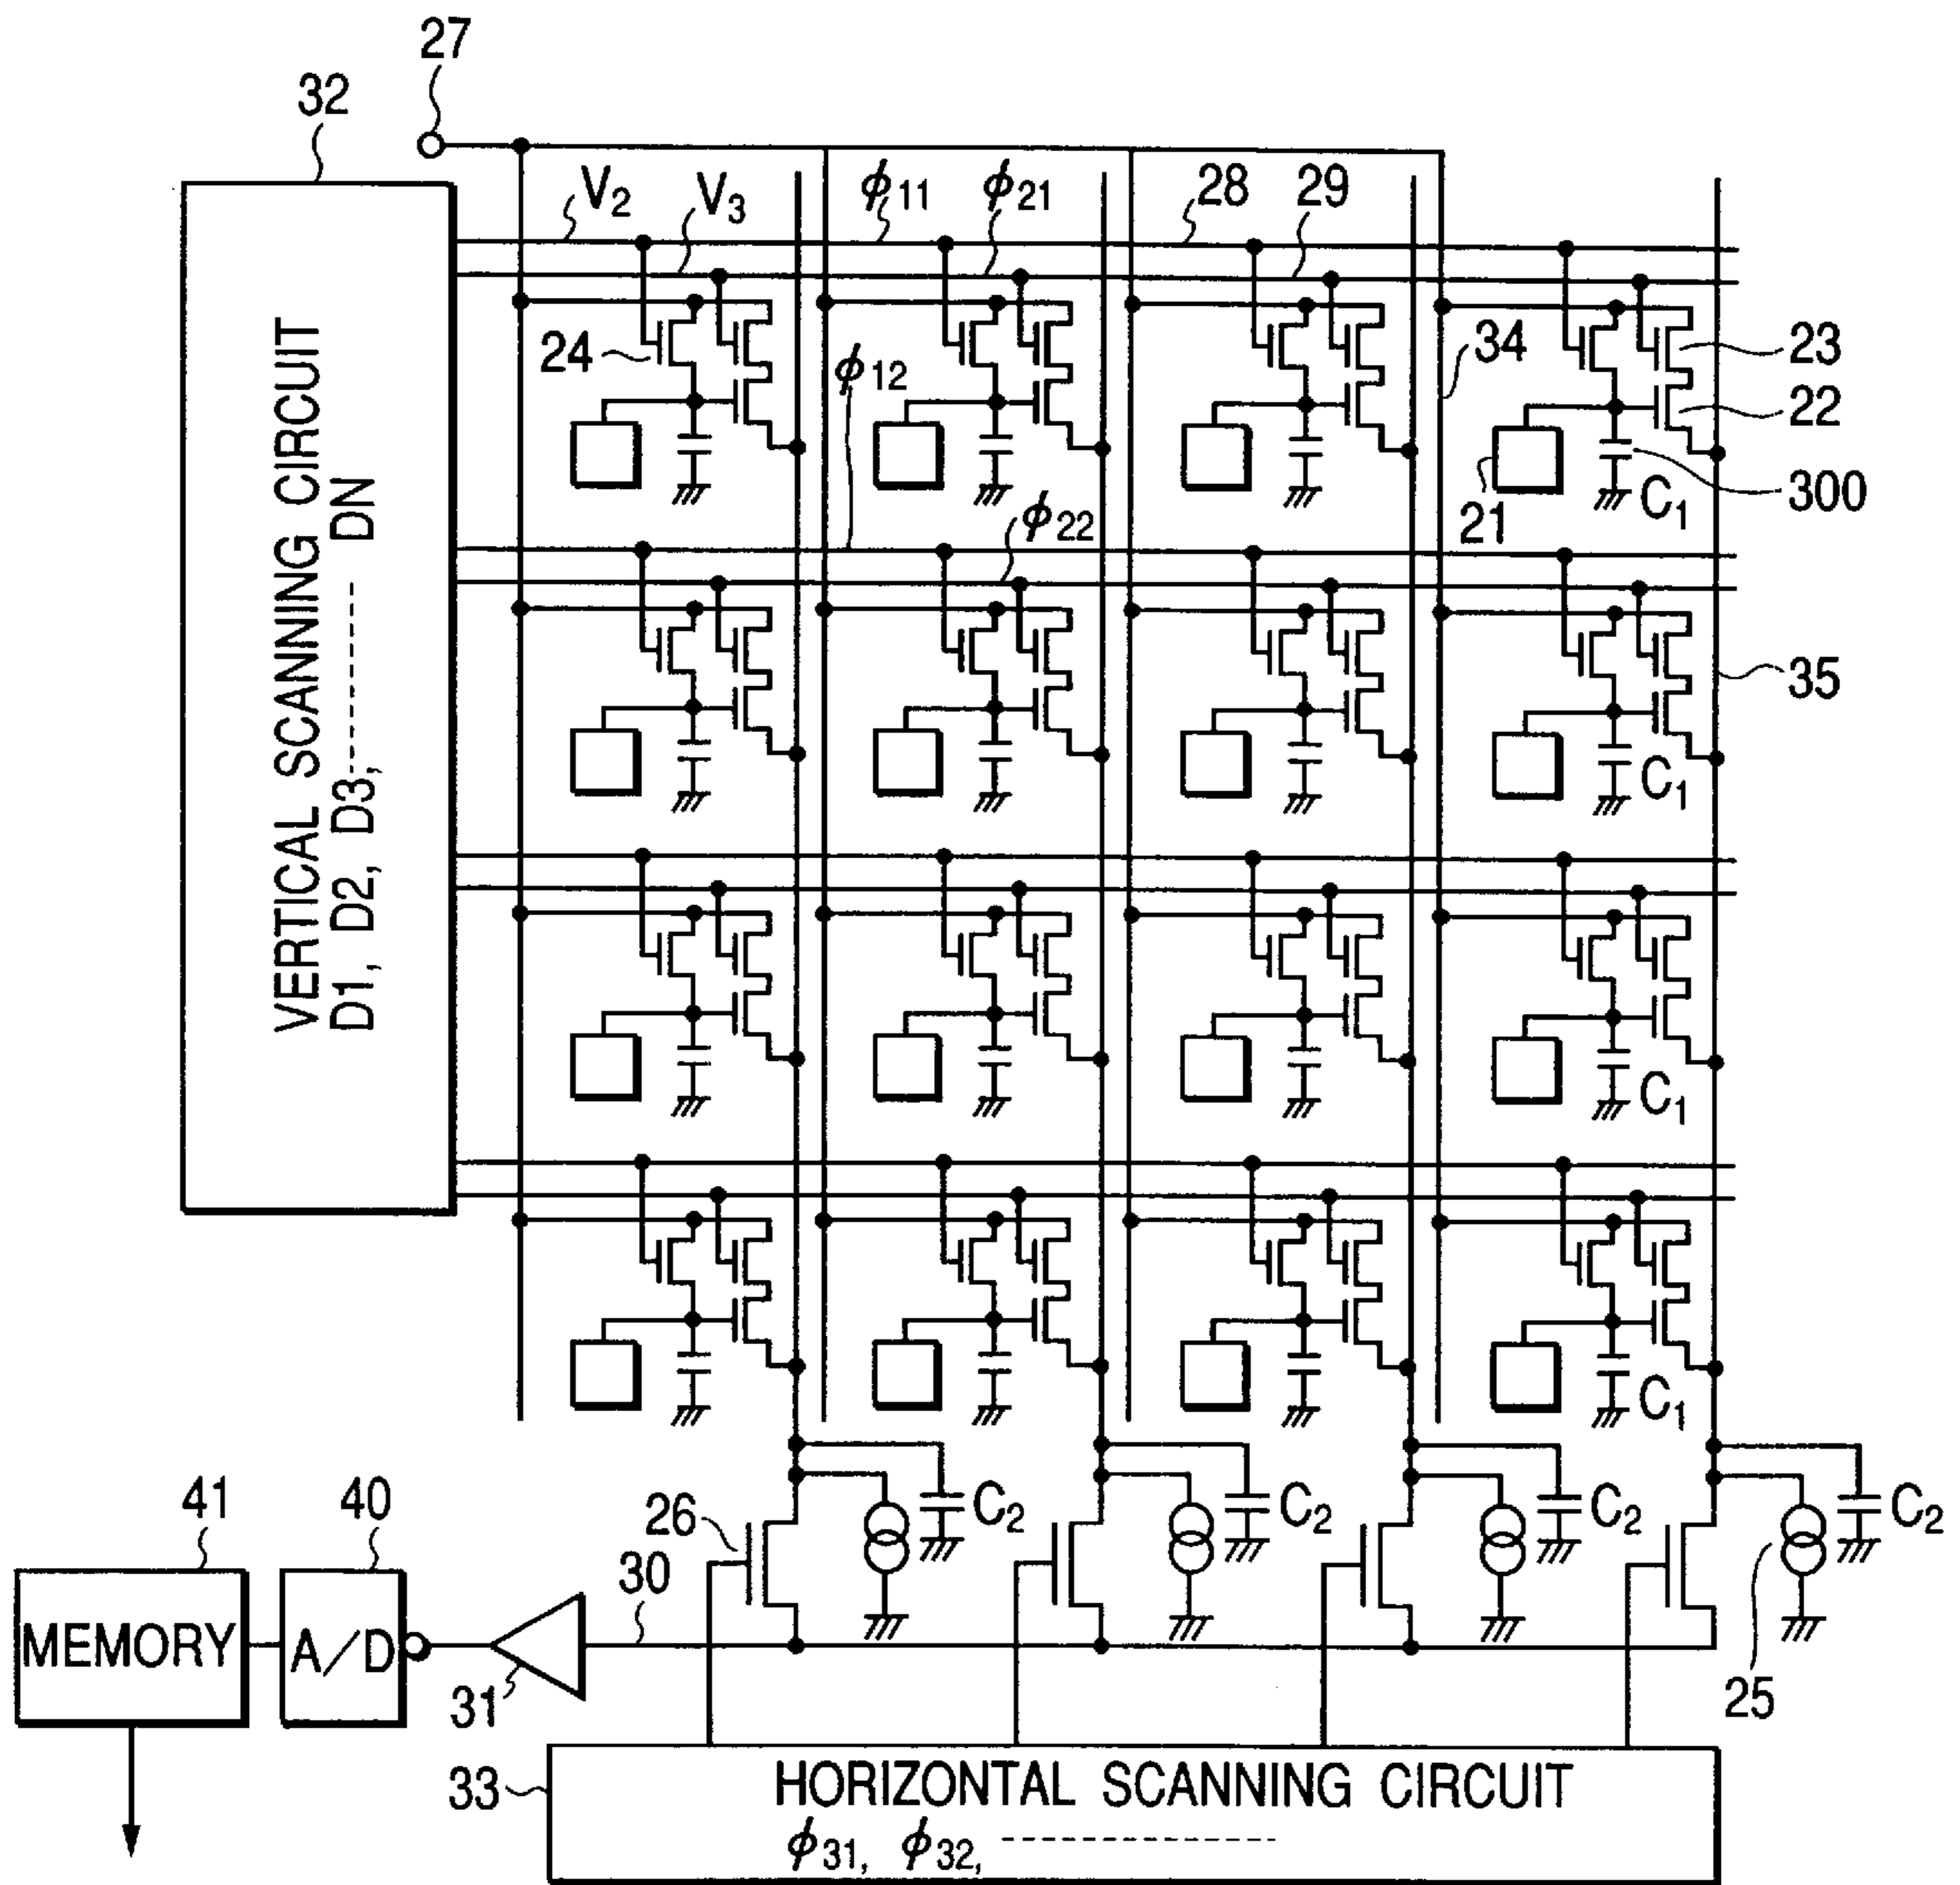 27
32
V2
V3
ϕ11
ϕ21
28
29
24
ϕ12
34
23
22
21
C1
300
VERTICAL SCANNING CIRCUIT
D1, D2, D3, --------- DN
ϕ22
35
C1
C1
C1
41
40
26
C2
C2
C2
C2
30
MEMORY
A/D
31
25
33
HORIZONTAL SCANNING CIRCUIT
ϕ31, ϕ32, ---------------